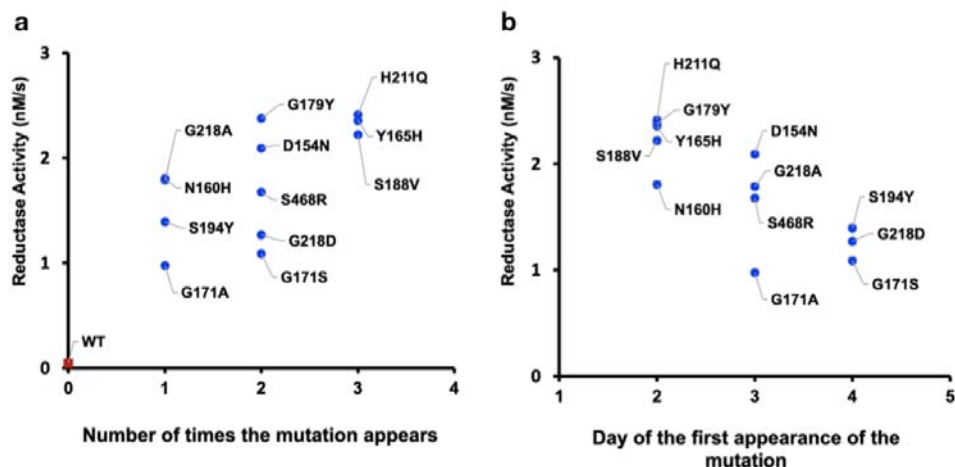 a
Reductase Activity (nM/s)
3
2
1
0
0 1 2 3 4
G218A
N160H
S194Y
G171A
G179Y
D154N
S468R
G218D
G171S
H211Q
Y165H
S188V
WT
Number of times the mutation appears
b
Reductase Activity (nM/s)
3
2
1
0
1 2 3 4 5
H211Q
G179Y
Y165H
S188V
N160H
D154N
G218A
S468R
G171A
S194Y
G218D
G171S
Day of the first appearance of the
mutation